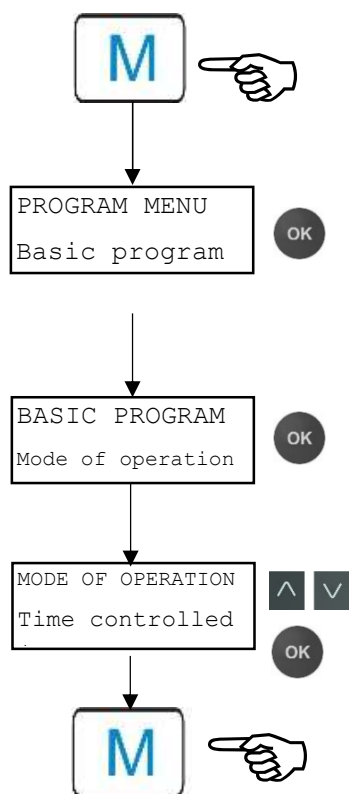 M
PROGRAM MENU
Basic program
OK
BASIC PROGRAM
Mode of operation
OK
MODE OF OPERATION
Time controlled
OK
M